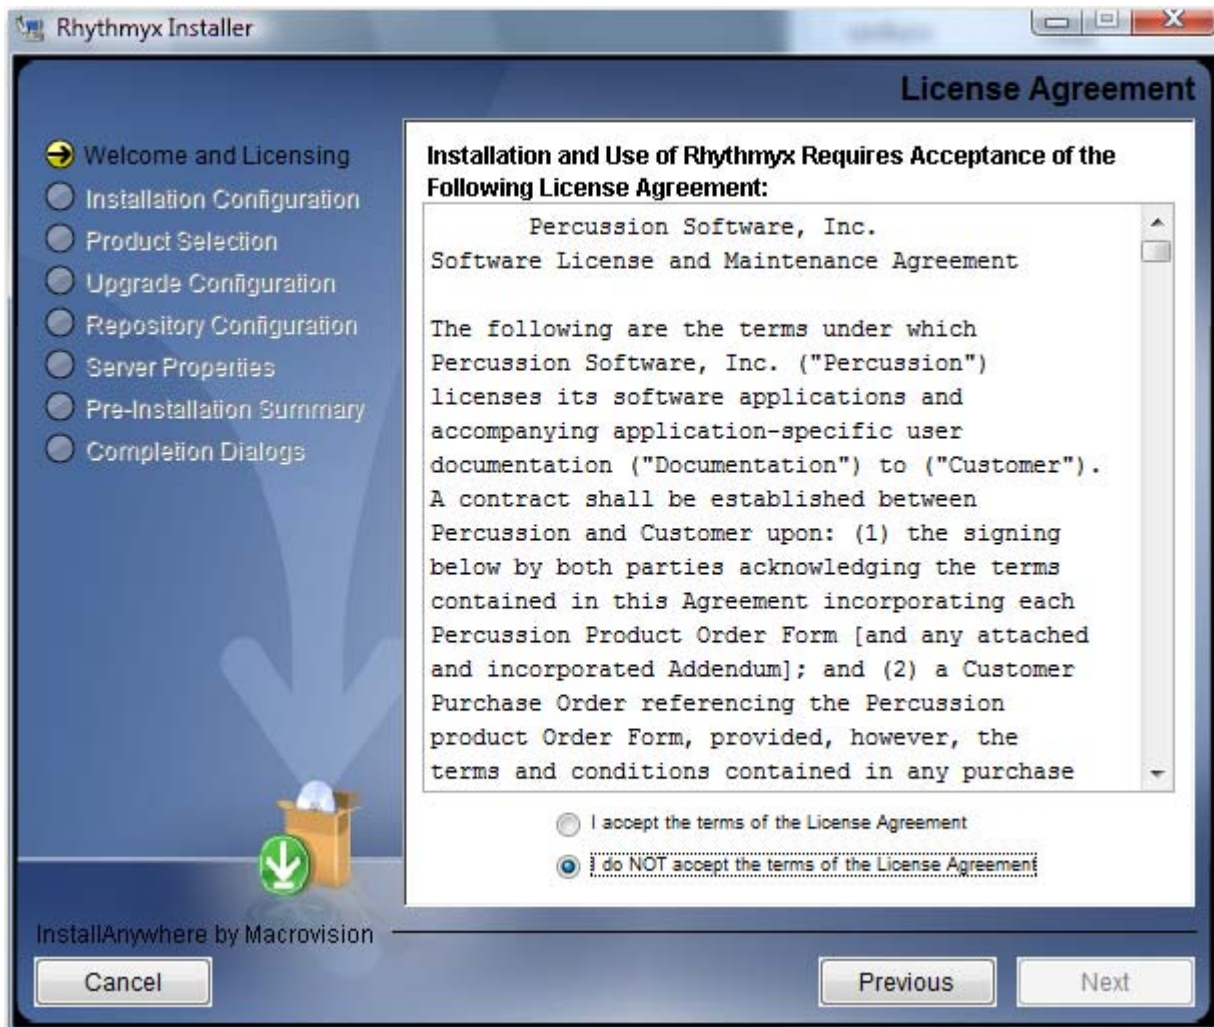 Rhythmyx Installer
License Agreement
Welcome and Licensing
Installation Configuration
Product Selection
Upgrade Configuration
Repository Configuration
Server Properties
Pre-Installation Summary
Completion Dialogs
Installation and Use of Rhythmyx Requires Acceptance of the
Following License Agreement:
Percussion Software, Inc.
Software License and Maintenance Agreement
The following are the terms under which
Percussion Software, Inc. ("Percussion")
licenses its software applications and
accompanying application-specific user
documentation ("Documentation") to ("Customer").
A contract shall be established between
Percussion and Customer upon: (1) the signing
below by both parties acknowledging the terms
contained in this Agreement incorporating each
Percussion Product Order Form [and any attached
and incorporated Addendum]; and (2) a Customer
Purchase Order referencing the Percussion
product Order Form, provided, however, the
terms and conditions contained in any purchase
I accept the terms of the License Agreement
I do NOT accept the terms of the License Agreement
InstallAnywhere by Macrovision
Cancel
Previous
Next